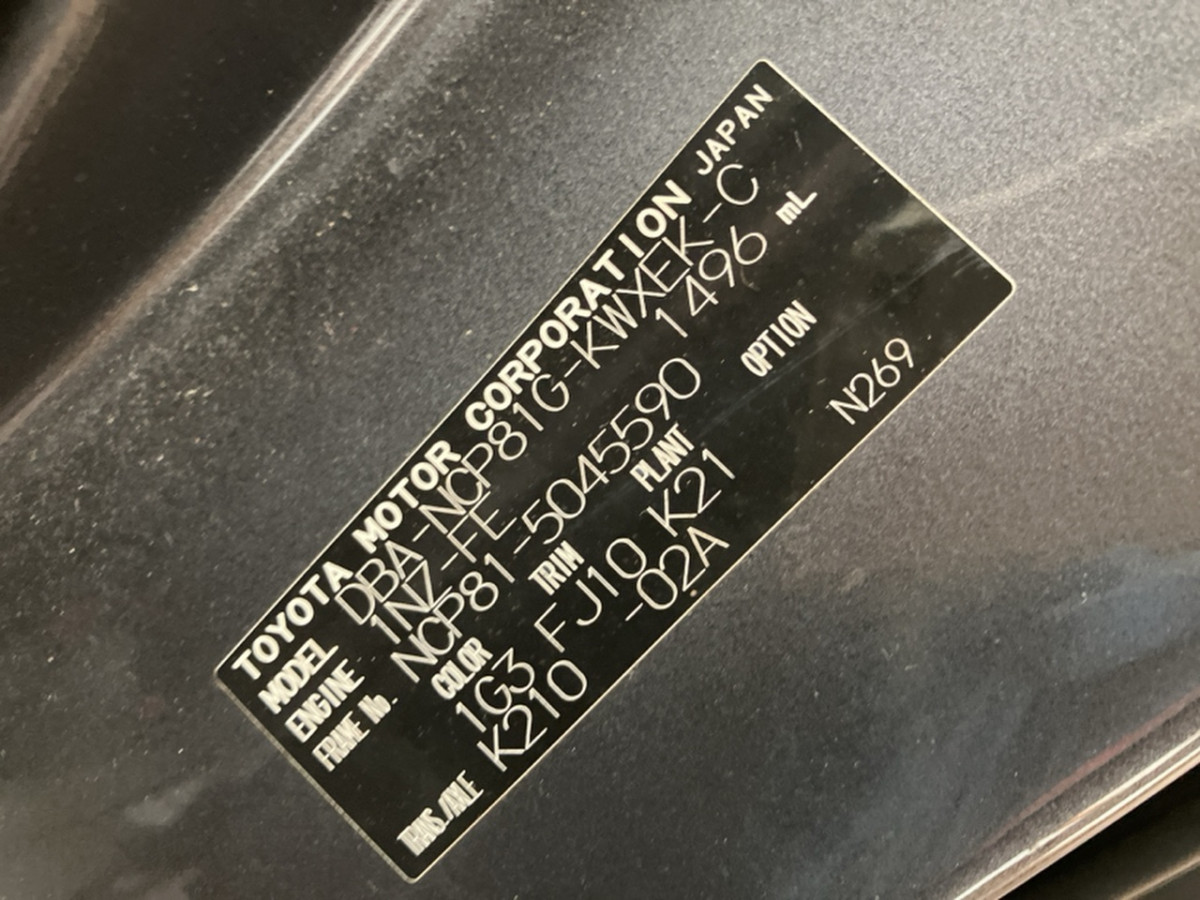 TOYOTA MOTOR CORPORATION JAPAN
MODEL DBA-NCP81G-KWXEK-C
ENGINE 1NZ-FE 1496 mL
FRAME No. NCP81-5045590
COLOR TRIM PLANT OPTION
1G3 FJ10 K21 N269
TRANS./AXLE K210 -02A